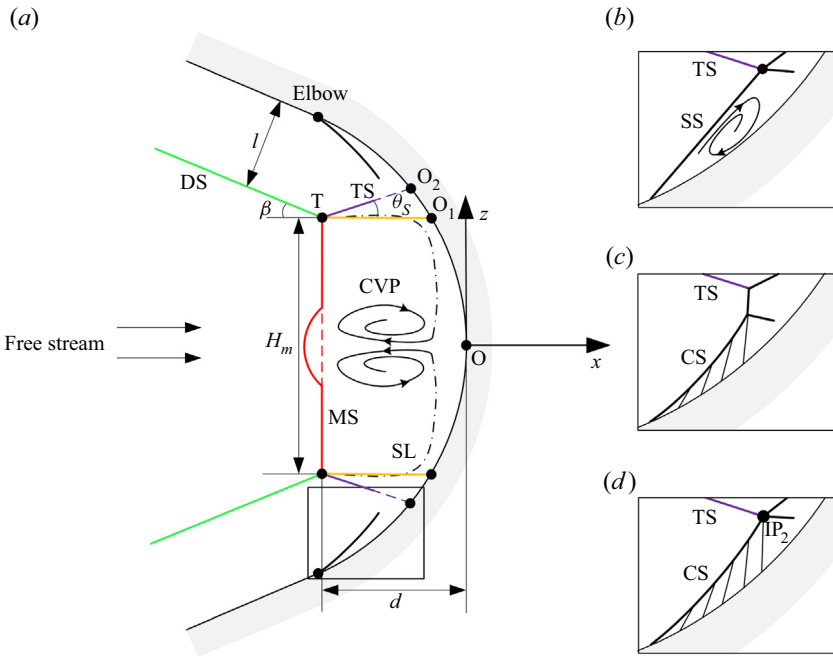 (a)
Elbow
l
DS
β
T
TS
θS
O2
O1
z
CVP
Free stream
Hm
O
x
MS
SL
d
(b)
TS
SS
(c)
TS
CS
(d)
TS
IP2
CS